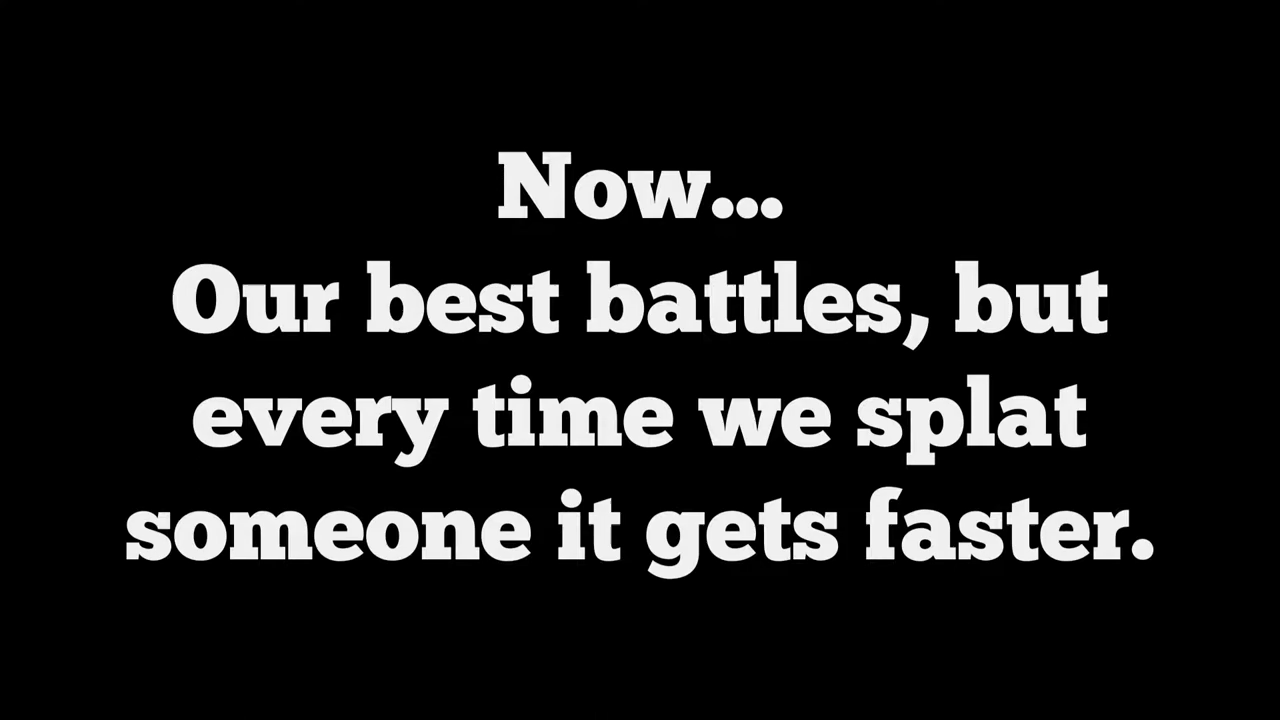 Now...
Our best battles, but
every time we splat
someone it gets faster.